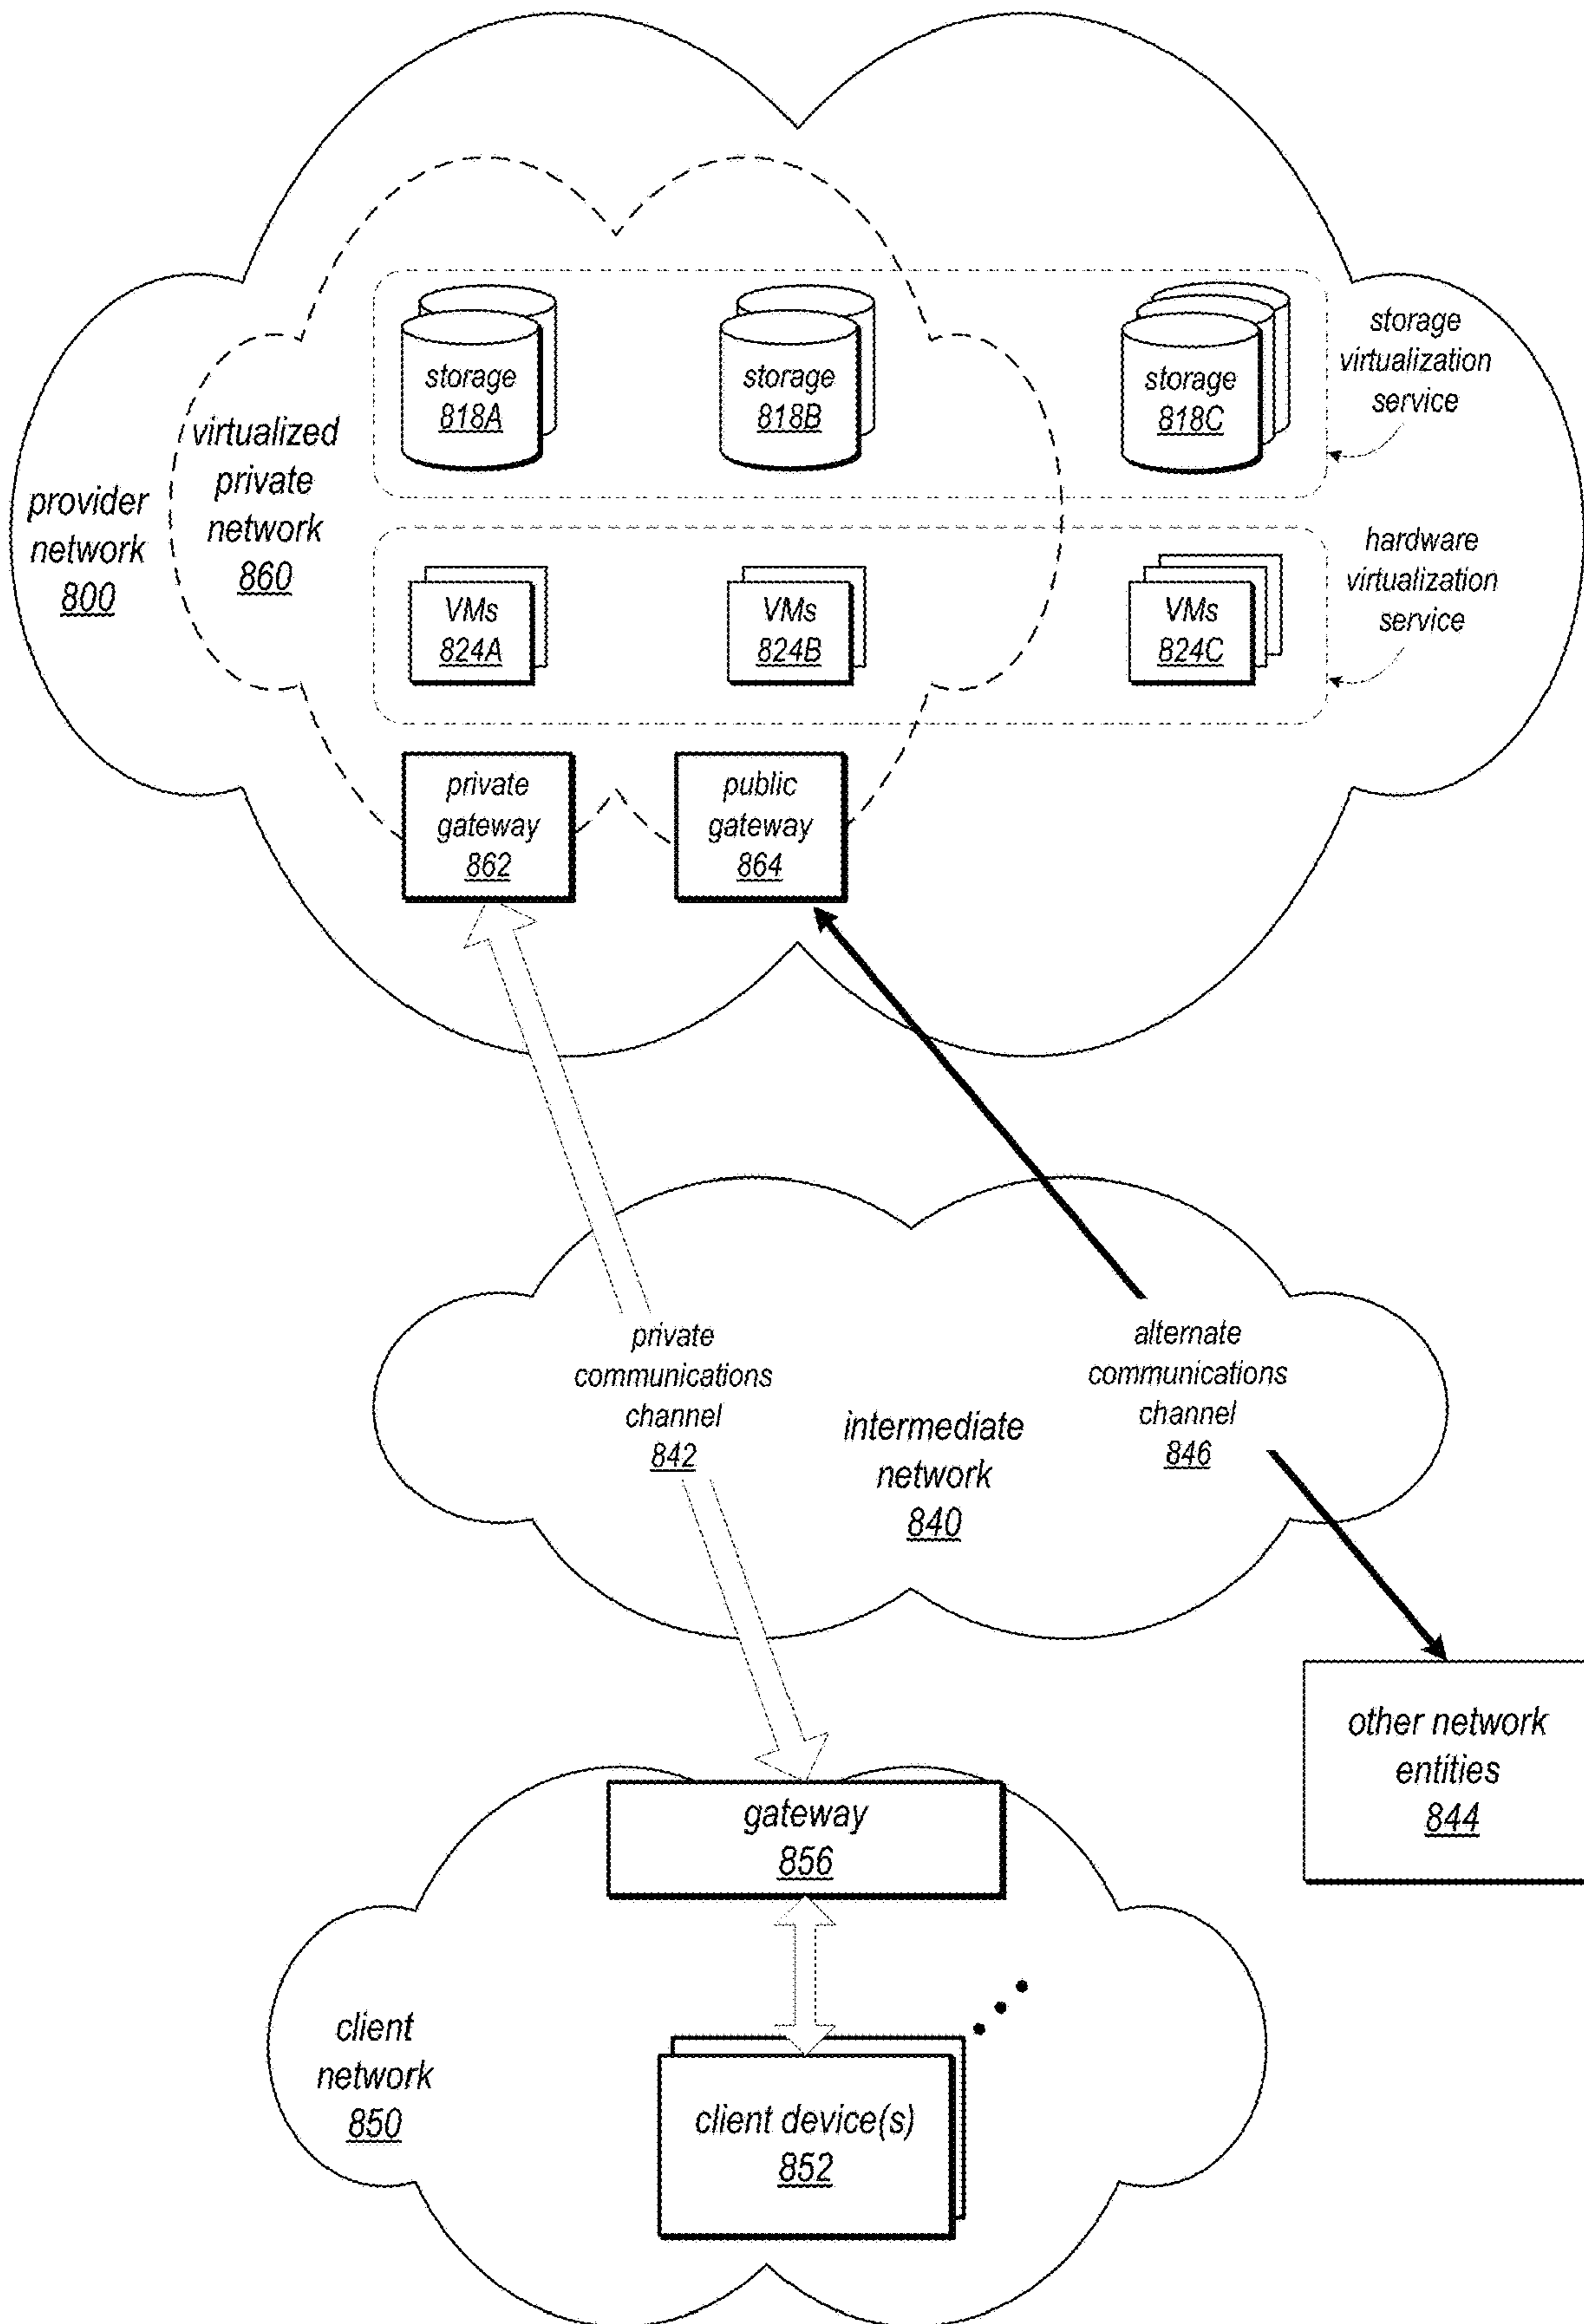 storage
818A
storage
818B
storage
818C
storage
virtualization
service
virtualized
private
network
860
provider
network
800
VMs
824A
VMs
824B
VMs
824C
hardware
virtualization
service
private
gateway
862
public
gateway
864
private
communications
channel
842
alternate
communications
channel
846
intermediate
network
840
other network
entities
844
gateway
856
client
network
850
client device(s)
852